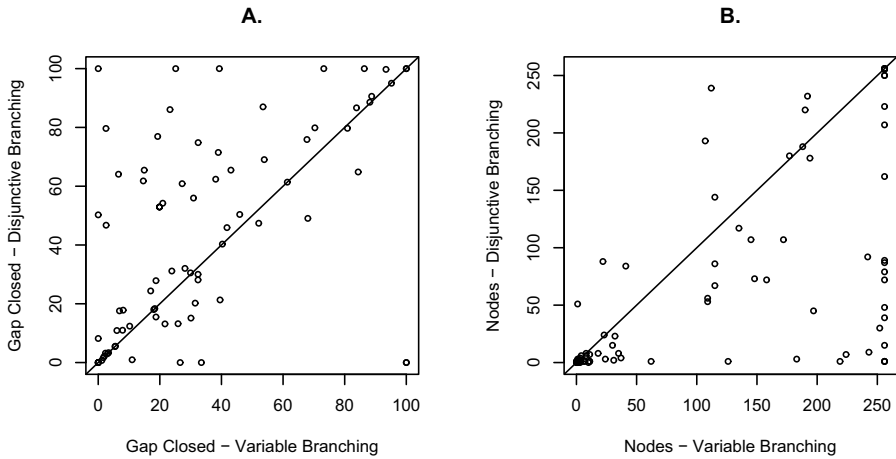 A.
Gap Closed − Disjunctive Branching
0 20 40 60 80 100
0 20 40 60 80 100
Gap Closed − Variable Branching
B.
Nodes − Disjunctive Branching
0 50 100 150 200 250
0 50 100 150 200 250
Nodes − Variable Branching